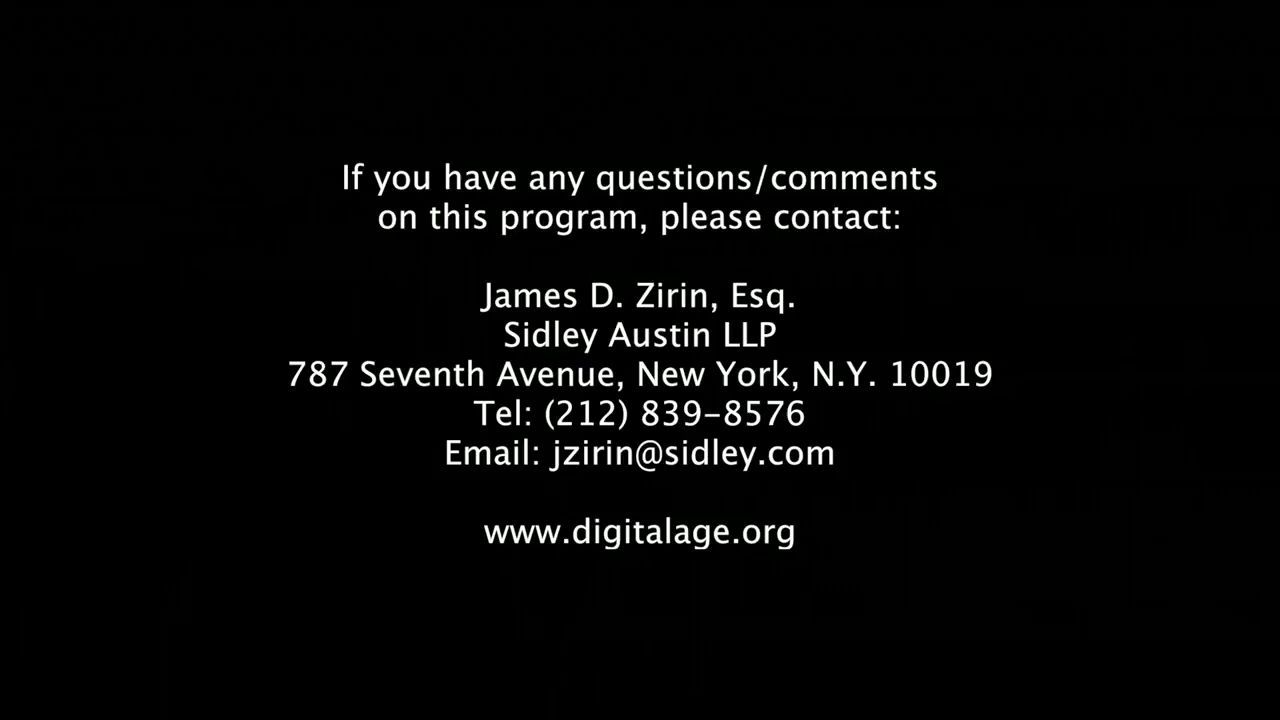 If you have any questions/comments
on this program, please contact:
James D. Zirin, Esq.
Sidley Austin LLP
787 Seventh Avenue, New York, N.Y. 10019
Tel: (212) 839-8576
Email: jzirin@sidley.com
www.digitalage.org